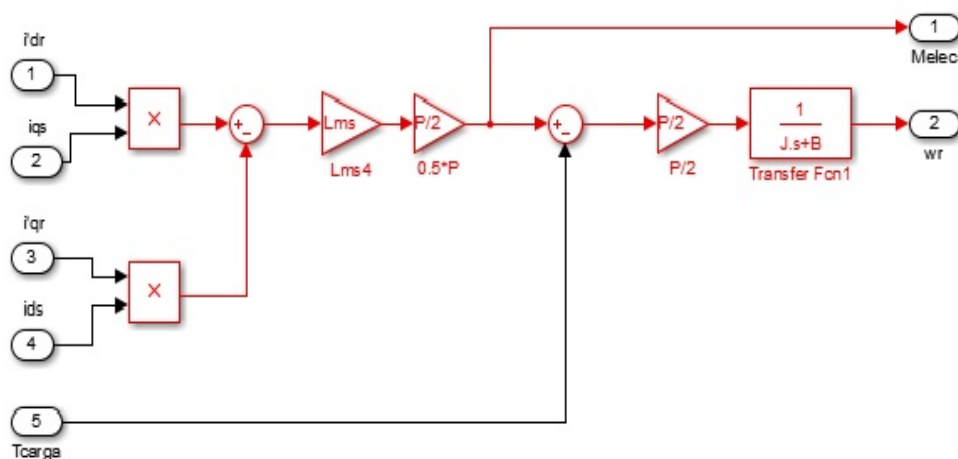 i'dr
1
iqs
2
×
+
-
Lms
Lms4
P/2
0.5*P
+
-
P/2
P/2
1
J.s+B
Transfer Fcn1
1
Melec
2
wr
i'qr
3
ids
4
×
5
Tcarga